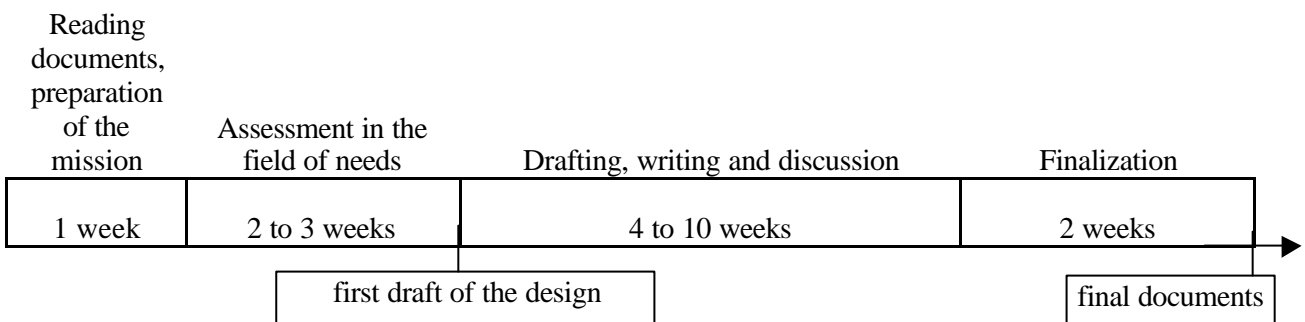 Reading
documents,
preparation
of the
mission
Assessment in the
field of needs
Drafting, writing and discussion
Finalization
1 week
2 to 3 weeks
4 to 10 weeks
2 weeks
first draft of the design
final documents